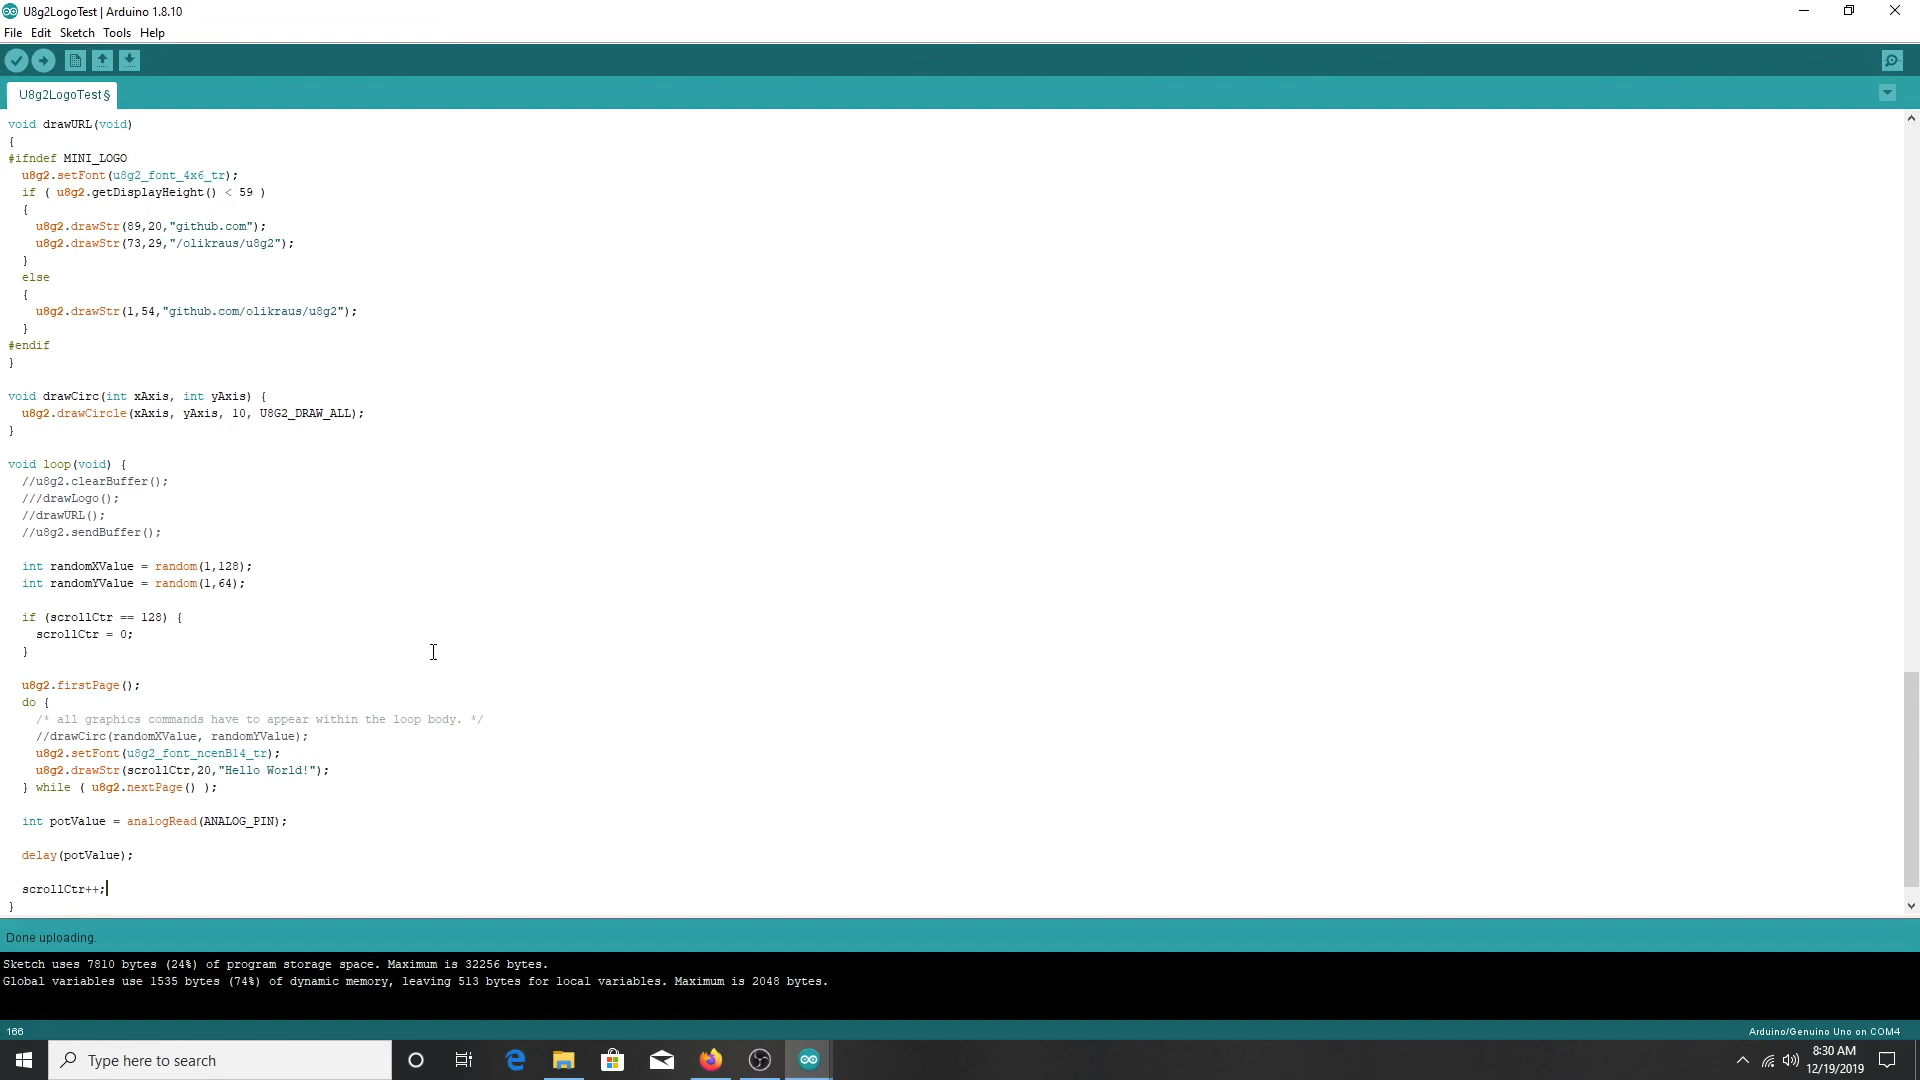 U8g2LogoTest | Arduino 1.8.10
File Edit Sketch Tools Help
U8g2LogoTest§
void drawURL(void)
{
#ifndef MINI_LOGO
  u8g2.setFont(u8g2_font_4x6_tr);
  if ( u8g2.getDisplayHeight() < 59 )
  {
    u8g2.drawStr(89,20,"github.com");
    u8g2.drawStr(73,29,"/olikraus/u8g2");
  }
  else
  {
    u8g2.drawStr(1,54,"github.com/olikraus/u8g2");
  }
#endif
}
void drawCirc(int xAxis, int yAxis) {
  u8g2.drawCircle(xAxis, yAxis, 10, U8G2_DRAW_ALL);
}
void loop(void) {
  //u8g2.clearBuffer();
  ///drawLogo();
  //drawURL();
  //u8g2.sendBuffer();
  int randomXValue = random(1,128);
  int randomYValue = random(1,64);
  if (scrollCtr == 128) {
    scrollCtr = 0;
  }
  u8g2.firstPage();
  do {
    /* all graphics commands have to appear within the loop body. */
    //drawCirc(randomXValue, randomYValue);
    u8g2.setFont(u8g2_font_ncenB14_tr);
    u8g2.drawStr(scrollCtr,20,"Hello World!");
  } while ( u8g2.nextPage() );
  int potValue = analogRead(ANALOG_PIN);
  delay(potValue);
  scrollCtr++;
}
Done uploading.
Sketch uses 7810 bytes (24%) of program storage space. Maximum is 32256 bytes.
Global variables use 1535 bytes (74%) of dynamic memory, leaving 513 bytes for local variables. Maximum is 2048 bytes.
166 Arduino/Genuino Uno on COM4
Type here to search
8:30 AM
12/19/2019